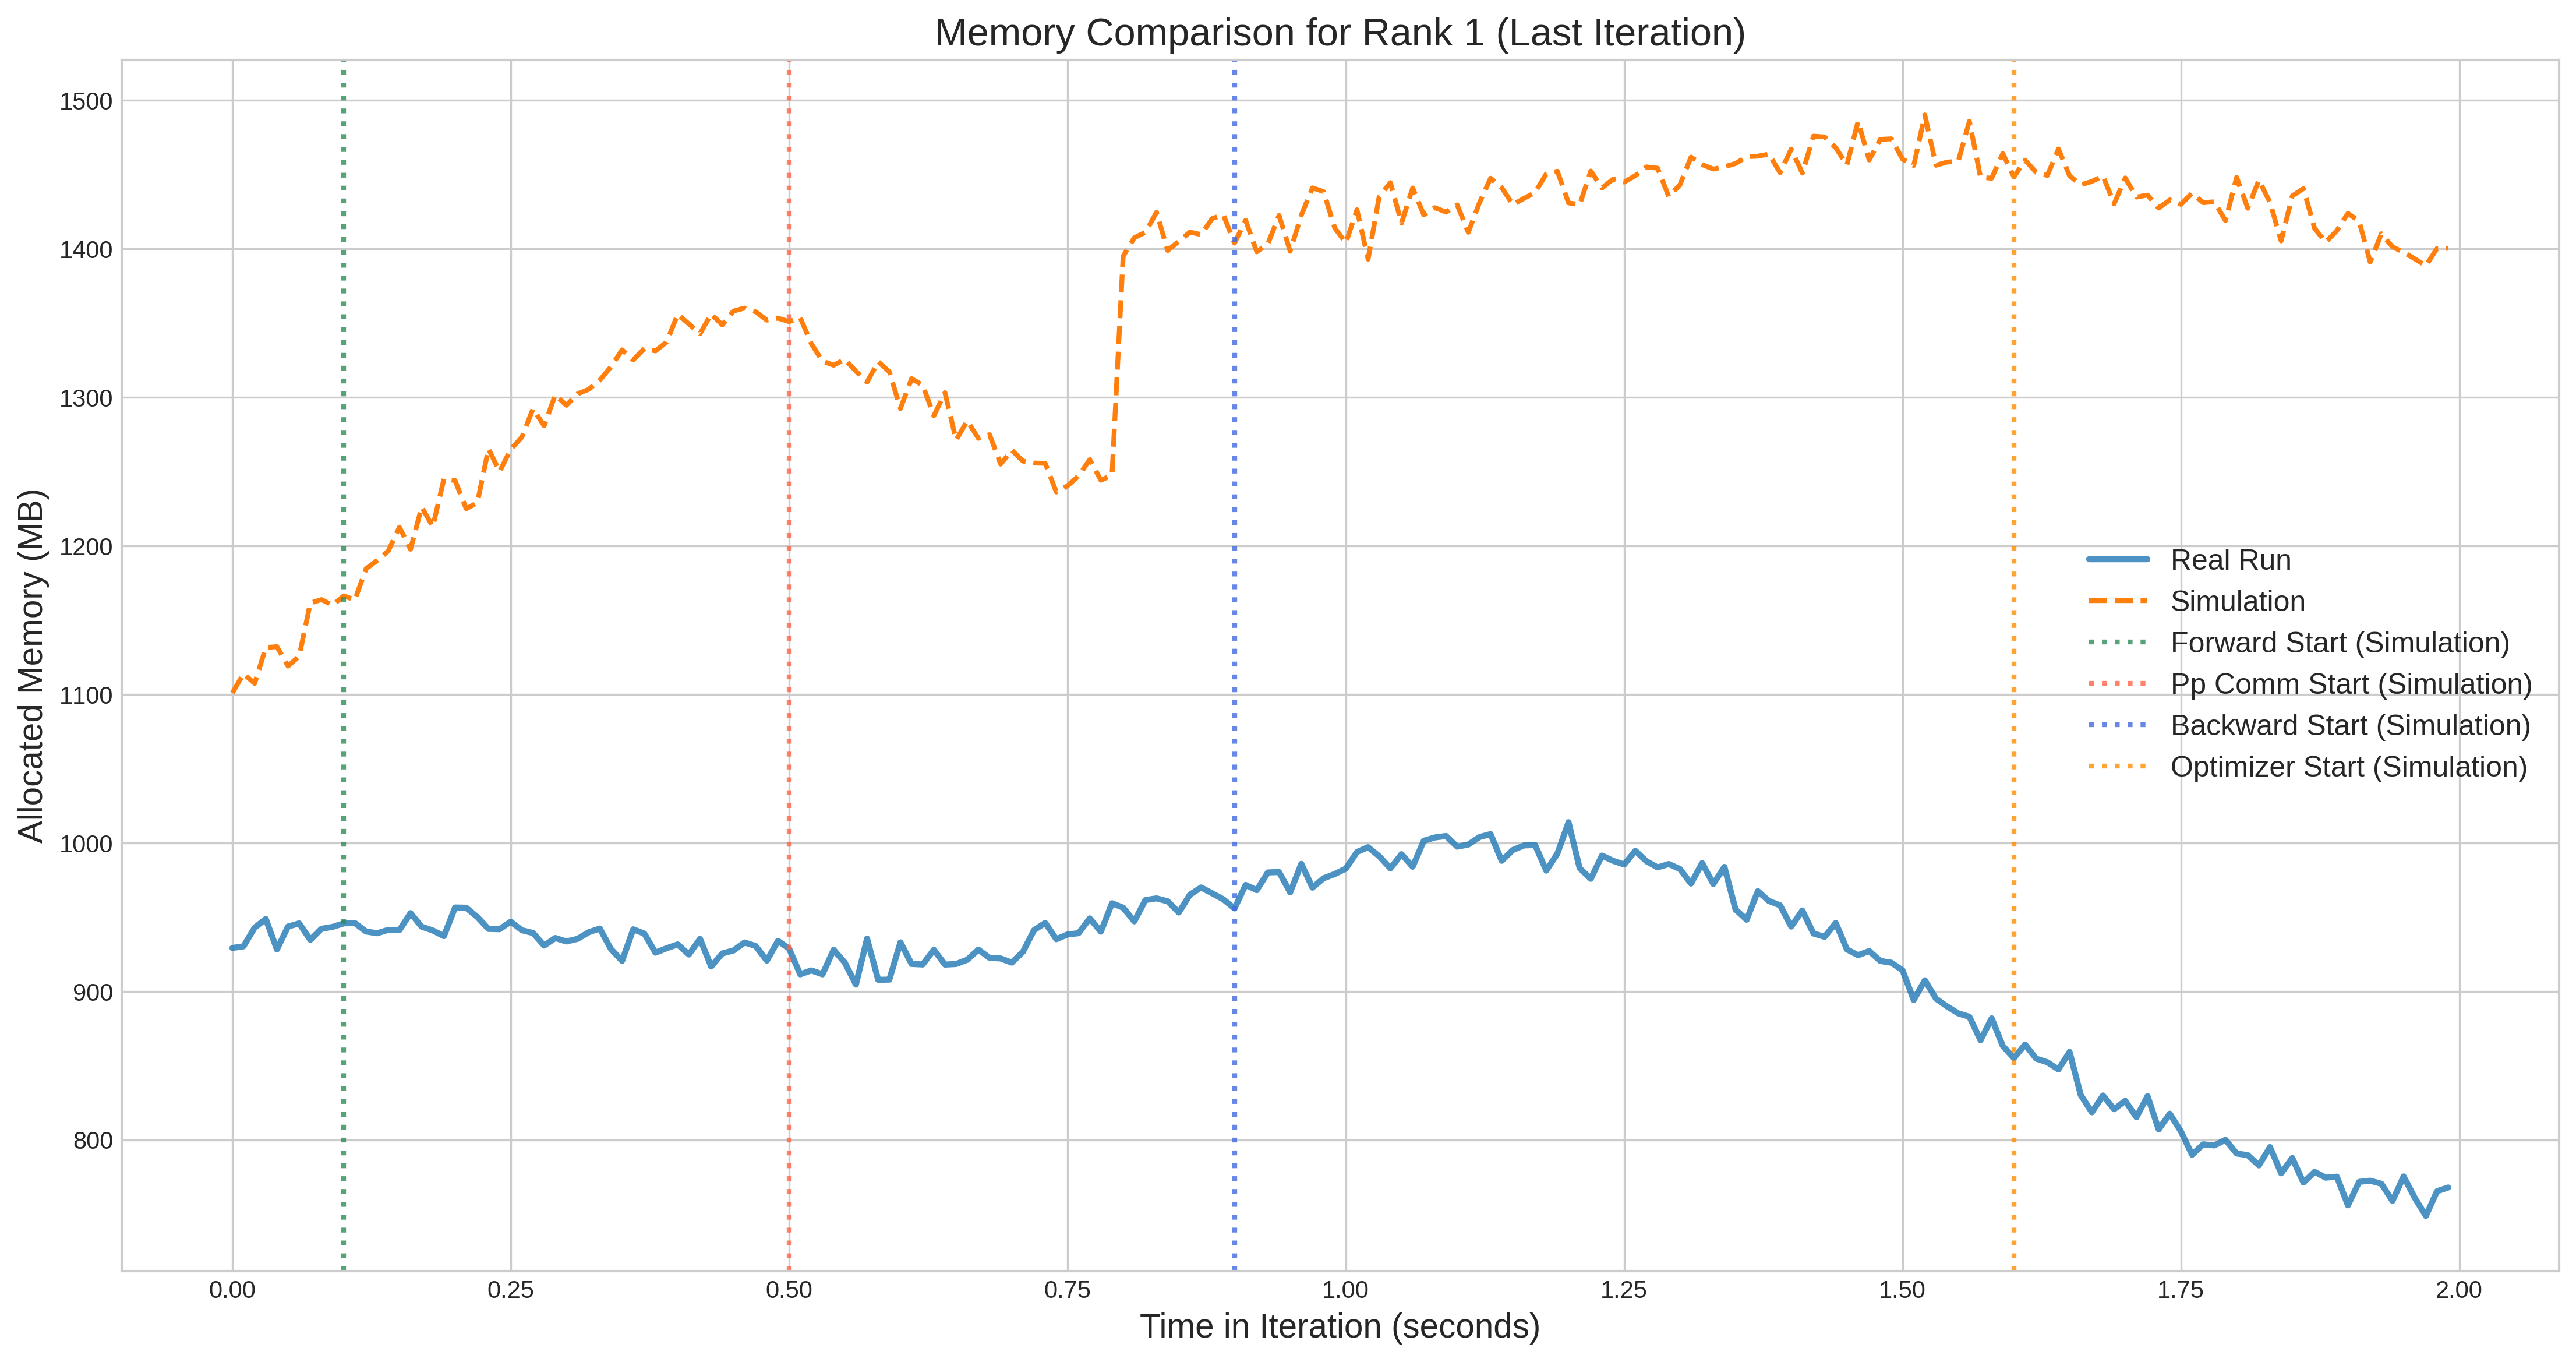 Memory Comparison for Rank 1 (Last Iteration)
Allocated Memory (MB)
1500
1400
1300
1200
1100
1000
900
800
Real Run
Simulation
Forward Start (Simulation)
Pp Comm Start (Simulation)
Backward Start (Simulation)
Optimizer Start (Simulation)
0.00 0.25 0.50 0.75 1.00 1.25 1.50 1.75 2.00
Time in Iteration (seconds)